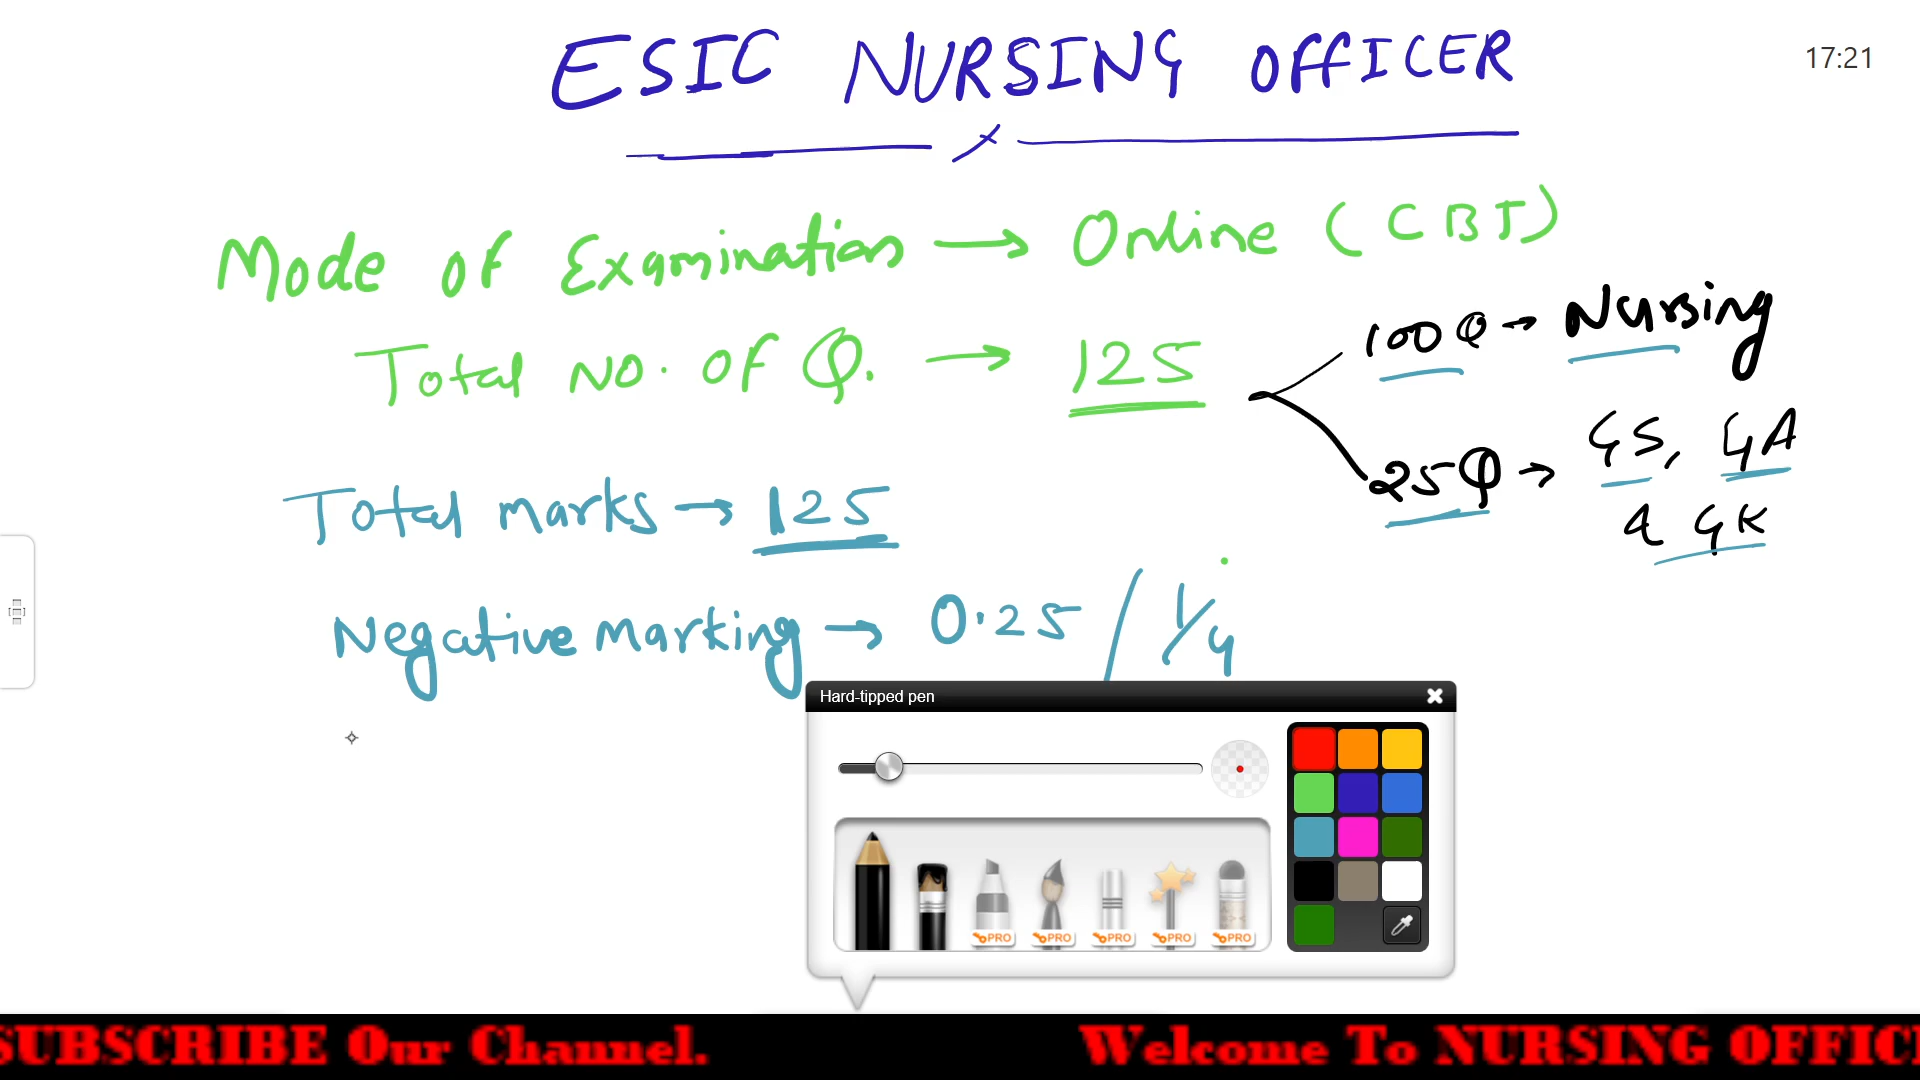 ESIC NURSING OFFICER
17:21
Mode of Examination → Online (CBT)
Total NO. of Q. → 125
100 Q → Nursing
25 Q → GS, GA
& GK
Total marks → 125
Negative marking → 0.25 / 1/4
Hard-tipped pen
PRO PRO PRO PRO PRO
SUBSCRIBE Our Channel. Welcome To NURSING OFFIC